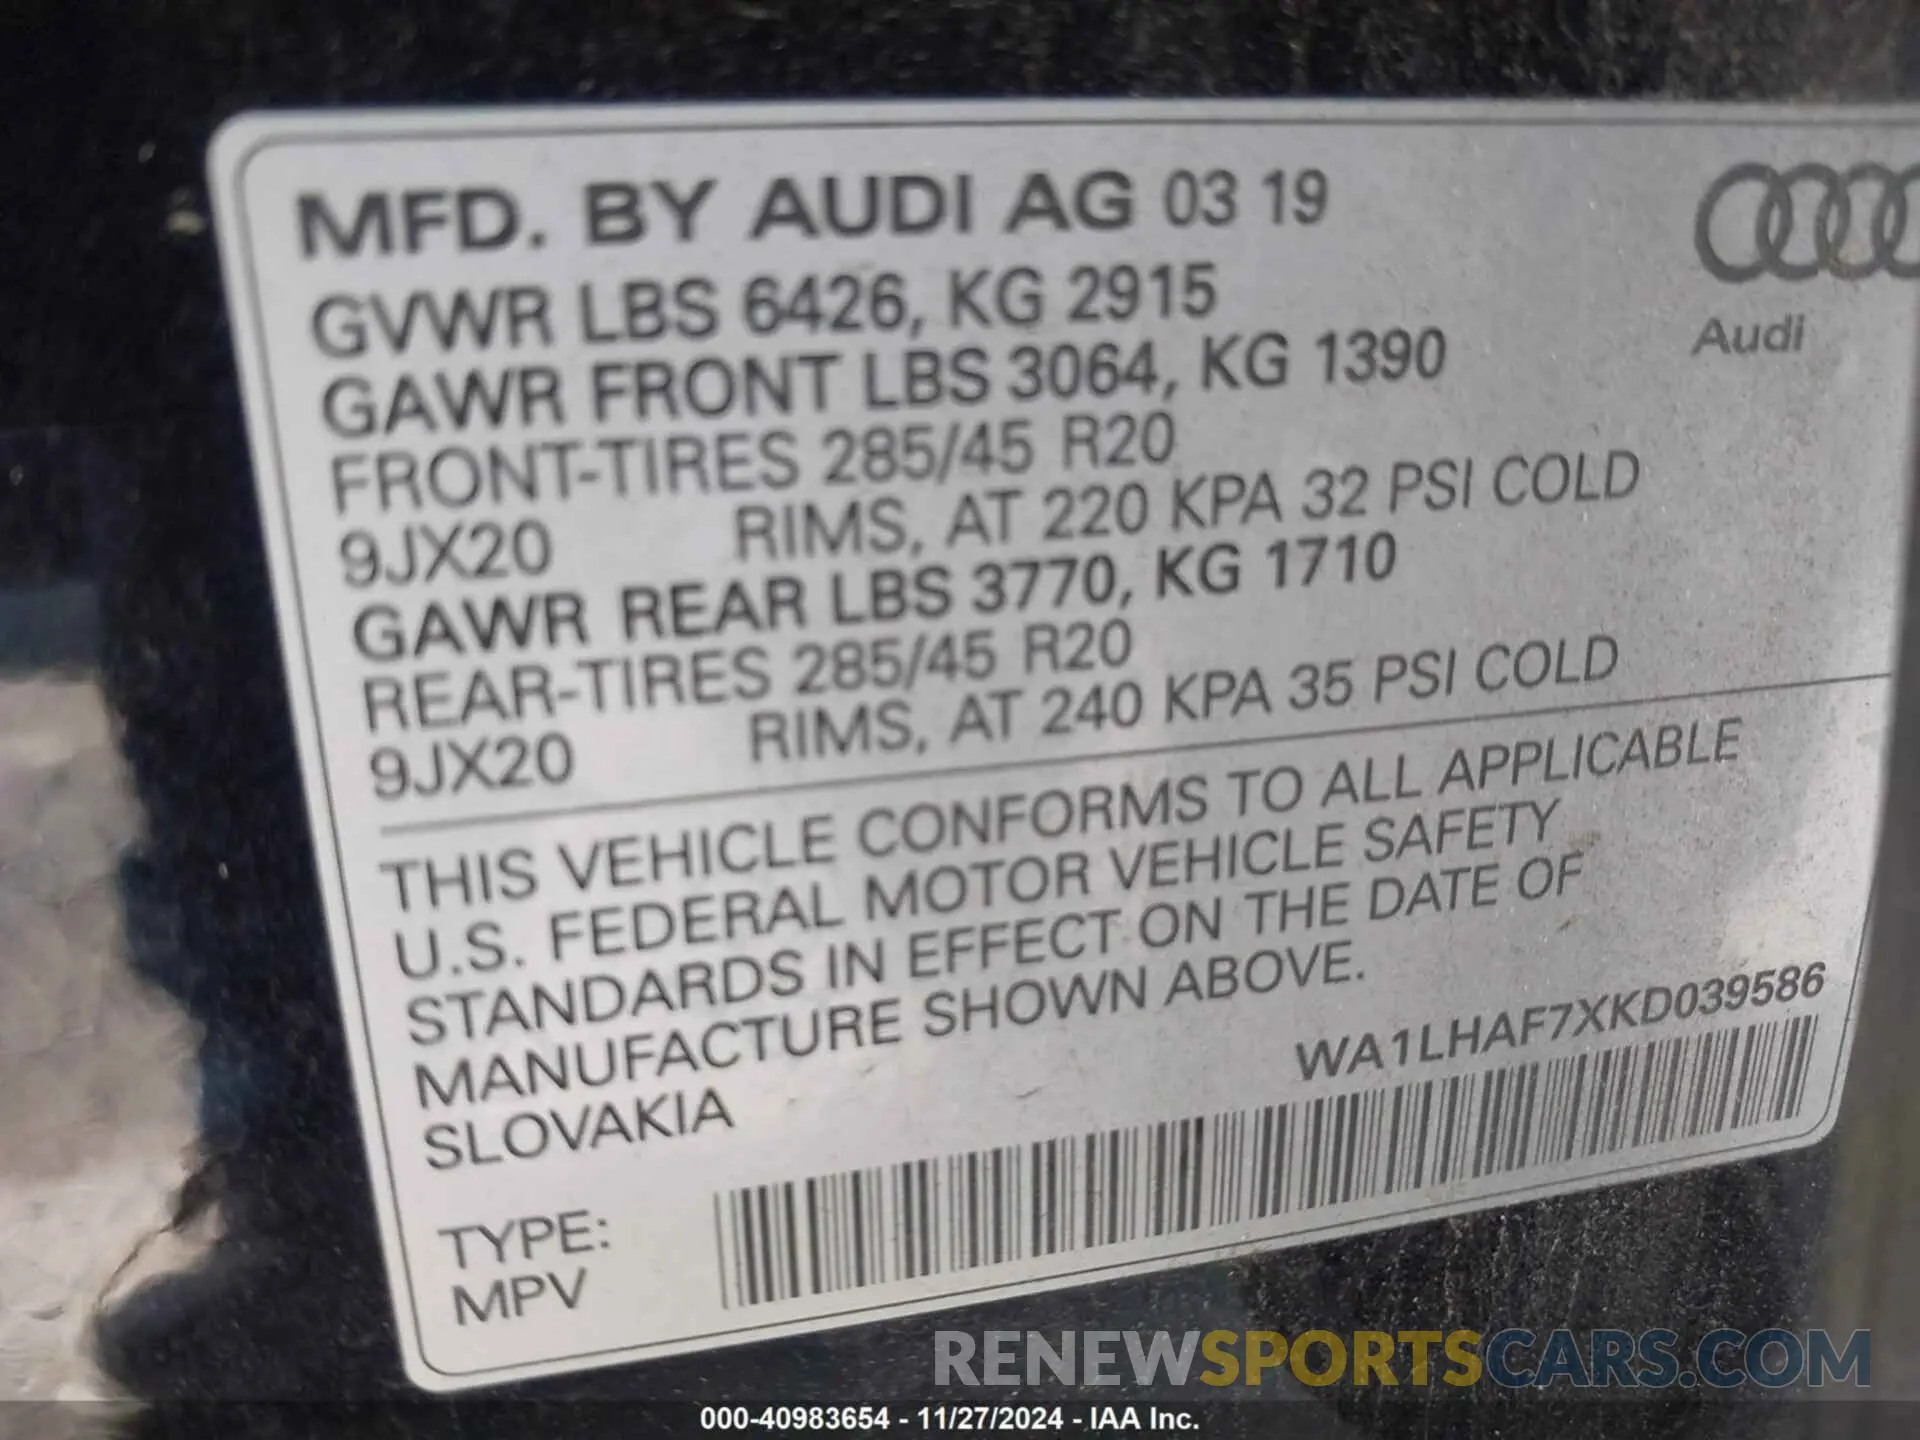 MFD. BY AUDI AG 03 19
GVWR LBS 6426, KG 2915
GAWR FRONT LBS 3064, KG 1390
FRONT-TIRES 285/45 R20
9JX20 RIMS, AT 220 KPA 32 PSI COLD
GAWR REAR LBS 3770, KG 1710
REAR-TIRES 285/45 R20
9JX20 RIMS, AT 240 KPA 35 PSI COLD
Audi
THIS VEHICLE CONFORMS TO ALL APPLICABLE
U.S. FEDERAL MOTOR VEHICLE SAFETY
STANDARDS IN EFFECT ON THE DATE OF
MANUFACTURE SHOWN ABOVE.
SLOVAKIA
WA1LHAF7XKD039586
TYPE:
MPV
RENEWSPORTSCARS.COM
000-40983654 - 11/27/2024 - IAA Inc.